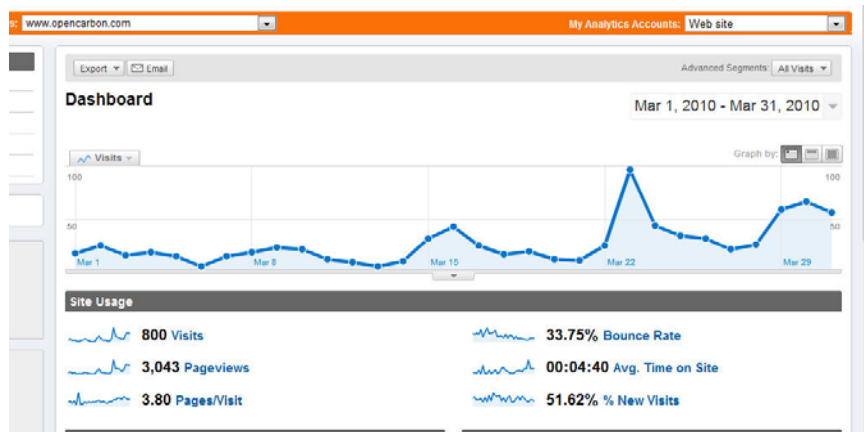 s: www.opencarbon.com My Analytics Accounts: Web site
Export Email Advanced Segments: All Visits
Dashboard
Mar 1, 2010 - Mar 31, 2010
Visits Graph by:
100 100
50 50
Mar 1 Mar 8 Mar 15 Mar 22 Mar 29
Site Usage
800 Visits 33.75% Bounce Rate
3,043 Pageviews 00:04:40 Avg. Time on Site
3.80 Pages/Visit 51.62% % New Visits